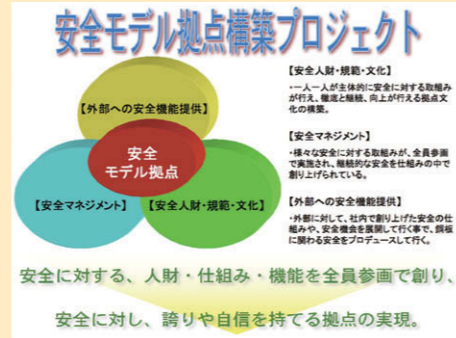 安全モデル拠点構築プロジェクト
【外部への安全機能提供】
安全
モデル拠点
【安全マネジメント】
【安全人財・規範・文化】
【安全人財・規範・文化】
・一人一人が主体的に安全に対する取組み
が行え、徹底と継続、向上が行える拠点文
化の構築。
【安全マネジメント】
・様々な安全に対する取組みが、全員参画
で実施され、継続的な安全を仕組みの中で
創り上げられている。
【外部への安全機能提供】
・外部に対して、社内で創り上げた安全の仕
組みや、安全機会を展開して行く事で、鋼板
に関わる安全をプロデュースして行く。
安全に対する、人財・仕組み・機能を全員参画で創り、
安全に対し、誇りや自信を持てる拠点の実現。